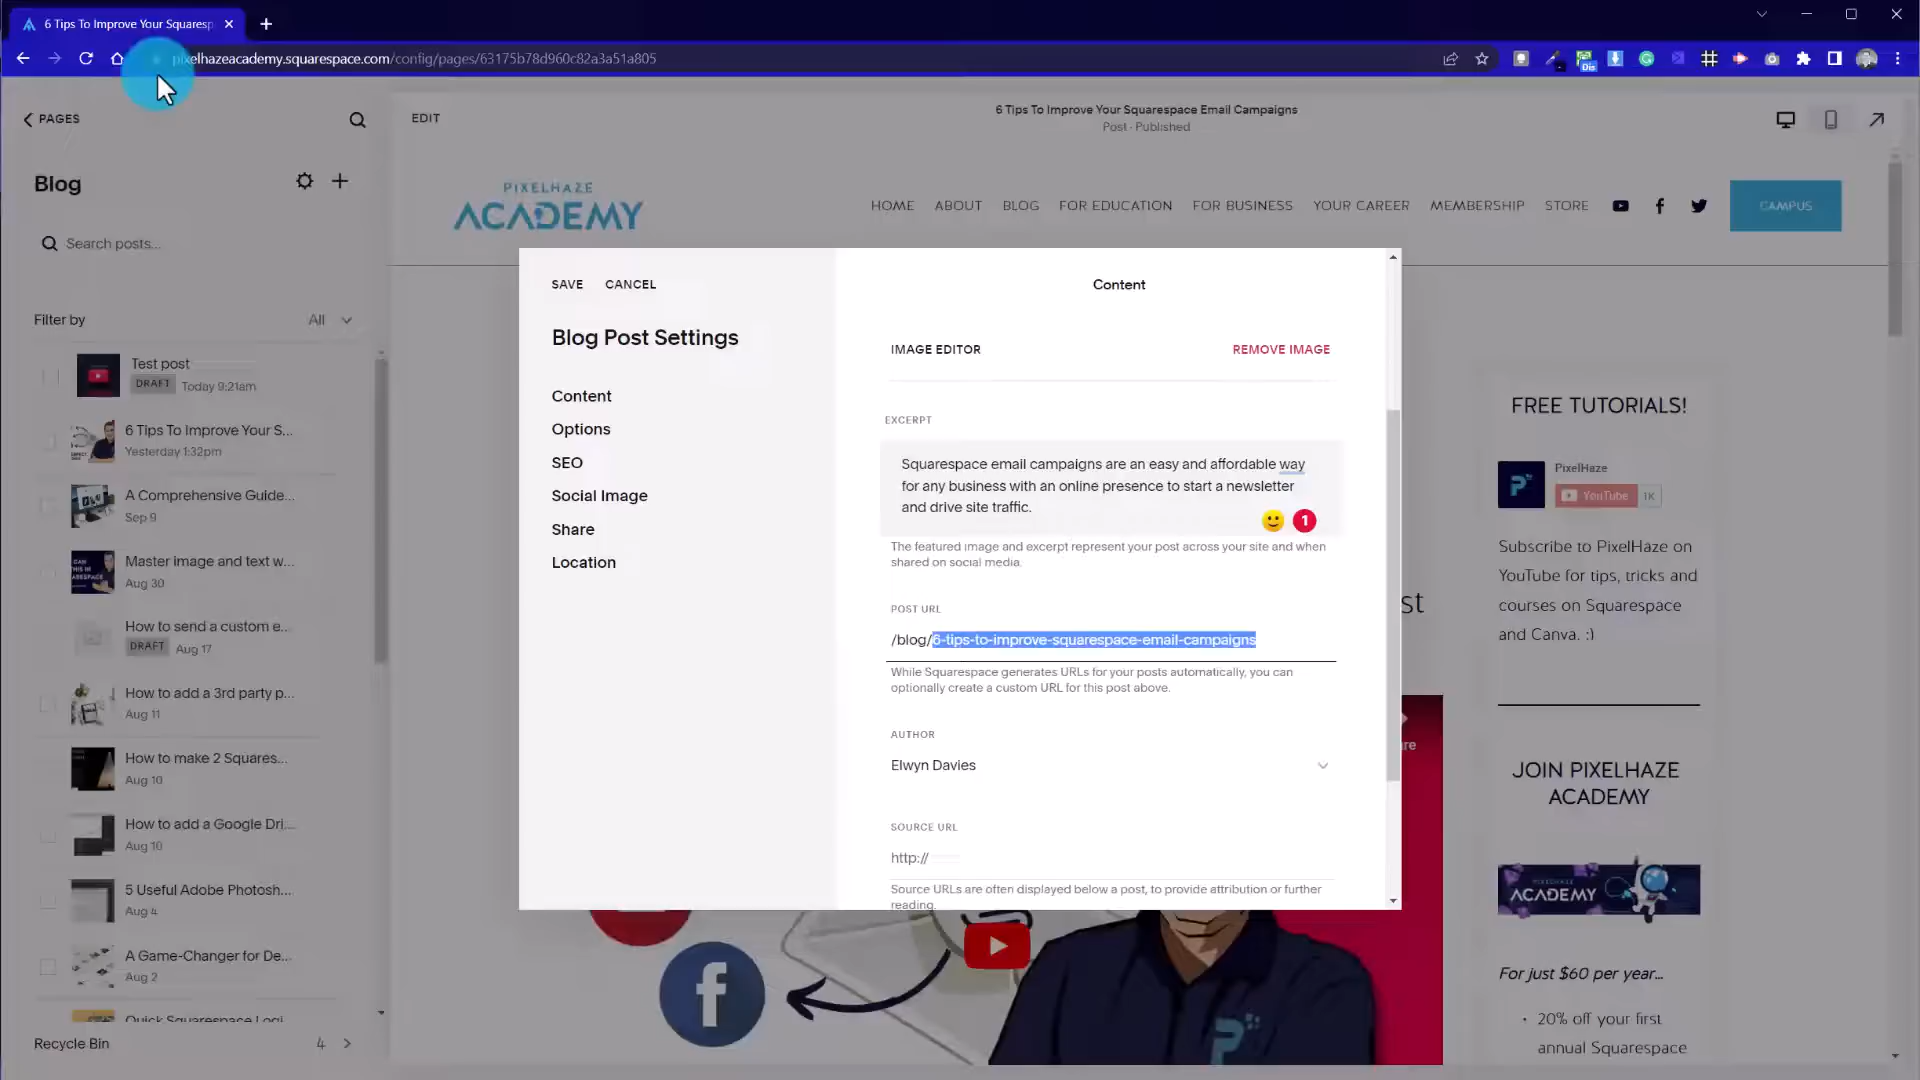 6 Tips To Improve Your Squaresp
pixelhazeacademy.squarespace.com/config/pages/63175b78d960c82a3a51a805
PAGES
EDIT
6 Tips To Improve Your Squarespace Email Campaigns
Post · Published
Blog
Search posts...
Filter by
All
Test post
DRAFT Today 9:21am
6 Tips To Improve Your S...
Yesterday 1:32pm
A Comprehensive Guide...
Sep 9
Master image and text w...
Aug 30
How to send a custom e...
DRAFT Aug 17
How to add a 3rd party p...
Aug 11
How to make 2 Squares...
Aug 10
How to add a Google Dri...
Aug 10
5 Useful Adobe Photosh...
Aug 4
A Game-Changer for De...
Aug 2
Quick Squarespace Logi
Recycle Bin
4
PIXELHAZE
ACADEMY
HOME ABOUT BLOG FOR EDUCATION FOR BUSINESS YOUR CAREER MEMBERSHIP STORE
CAMPUS
SAVE CANCEL
Blog Post Settings
Content
Options
SEO
Social Image
Share
Location
Content
IMAGE EDITOR
REMOVE IMAGE
EXCERPT
Squarespace email campaigns are an easy and affordable way
for any business with an online presence to start a newsletter
and drive site traffic.
1
The featured image and excerpt represent your post across your site and when
shared on social media.
POST URL
/blog/6-tips-to-improve-squarespace-email-campaigns
While Squarespace generates URLs for your posts automatically, you can
optionally create a custom URL for this post above.
AUTHOR
Elwyn Davies
SOURCE URL
http://
Source URLs are often displayed below a post, to provide attribution or further
reading.
st
are
FREE TUTORIALS!
PixelHaze
YouTube 1K
Subscribe to PixelHaze on
YouTube for tips, tricks and
courses on Squarespace
and Canva. :)
JOIN PIXELHAZE
ACADEMY
PIXELHAZE
ACADEMY
For just $60 per year...
• 20% off your first
annual Squarespace